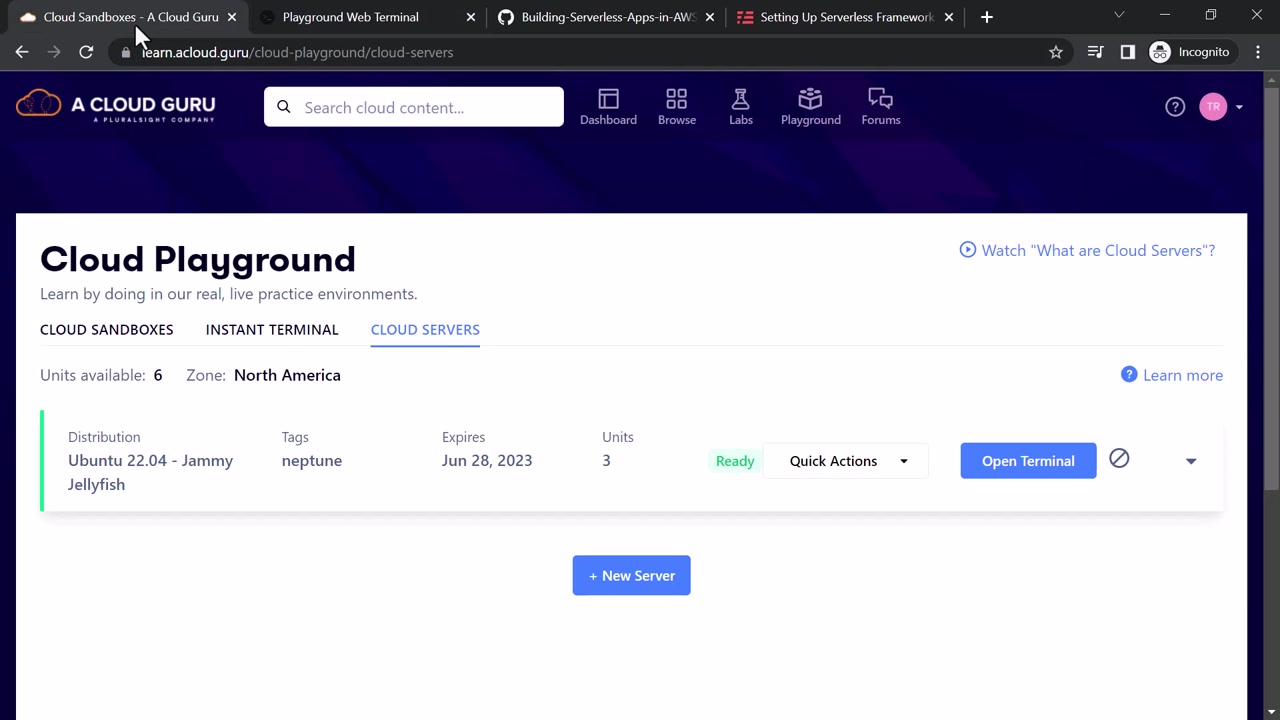 Cloud Sandboxes - A Cloud Guru
Playground Web Terminal
Building-Serverless-Apps-in-AWS
Setting Up Serverless Framework
learn.acloud.guru/cloud-playground/cloud-servers
Incognito
A CLOUD GURU
A PLURALSIGHT COMPANY
Search cloud content...
Dashboard
Browse
Labs
Playground
Forums
TR
Cloud Playground
Watch "What are Cloud Servers"?
Learn by doing in our real, live practice environments.
CLOUD SANDBOXES
INSTANT TERMINAL
CLOUD SERVERS
Units available: 6 Zone: North America
Learn more
Distribution
Ubuntu 22.04 - Jammy
Jellyfish
Tags
neptune
Expires
Jun 28, 2023
Units
3
Ready
Quick Actions
Open Terminal
+ New Server